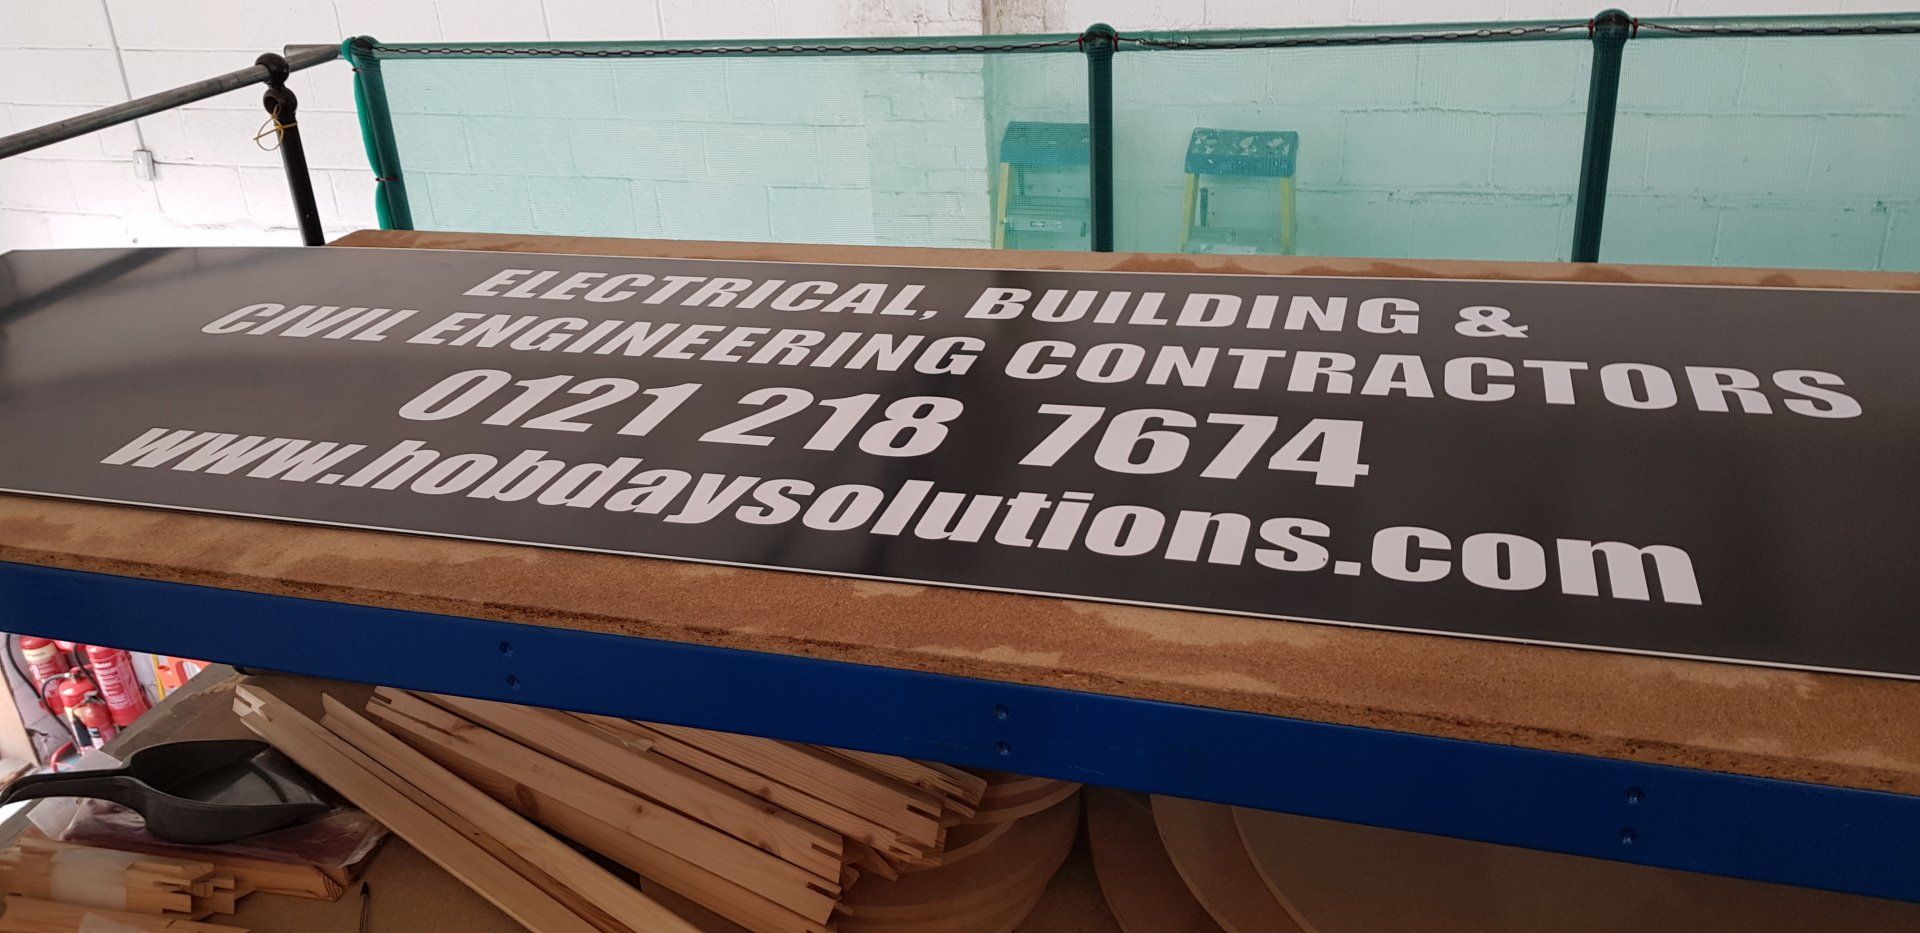 ELECTRICAL, BUILDING &
CIVIL ENGINEERING CONTRACTORS
0121 218 7674
www.hobdaysolutions.com